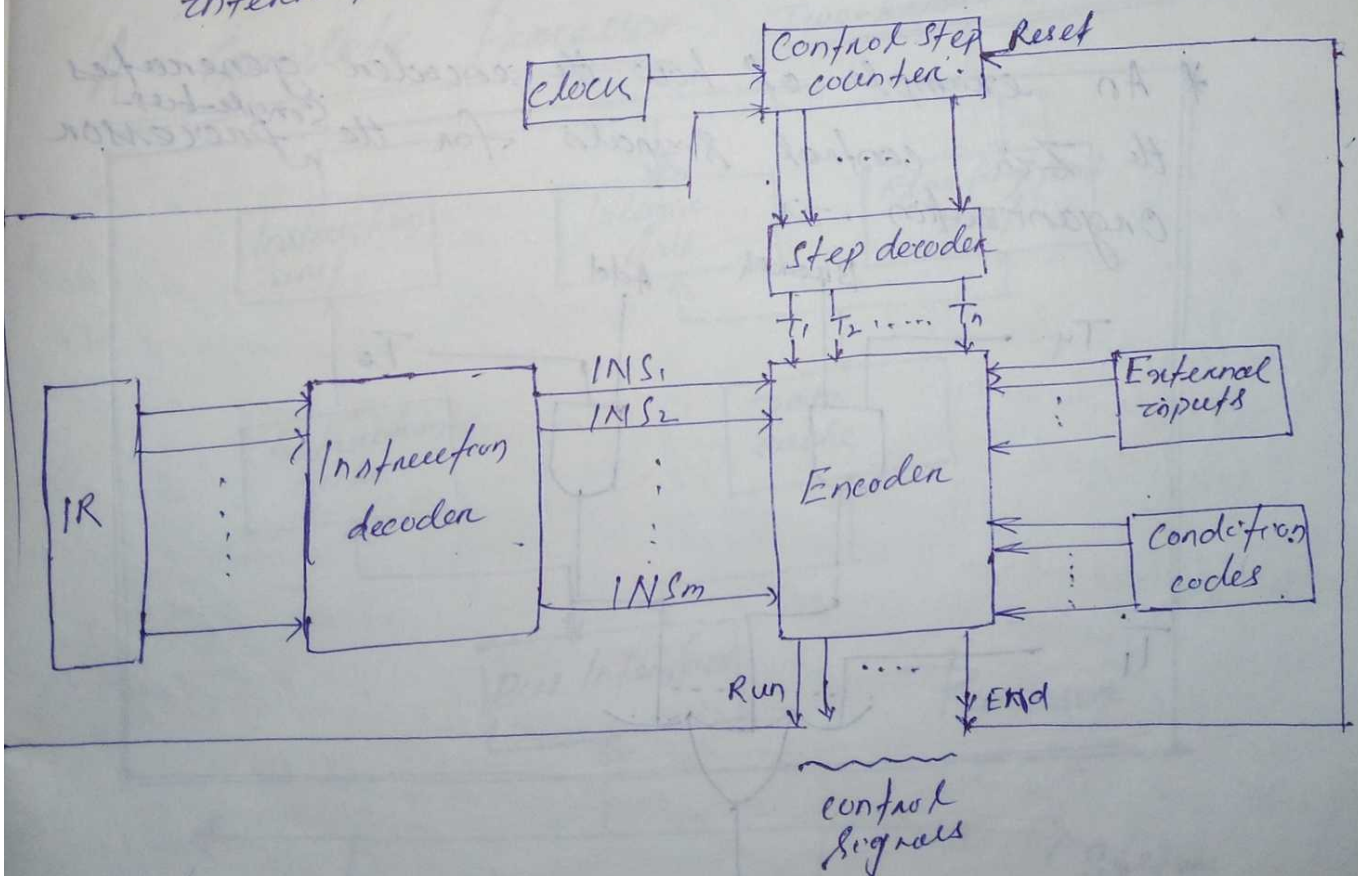 Control Step
counter.
Reset
Clock
.....
Step decoder
T1 T2 ..... Tn
INS1
INS2
INSm
IR
Instruction
decoder
Encoder
External
inputs
Condition
codes
Run
....
End
control
signals